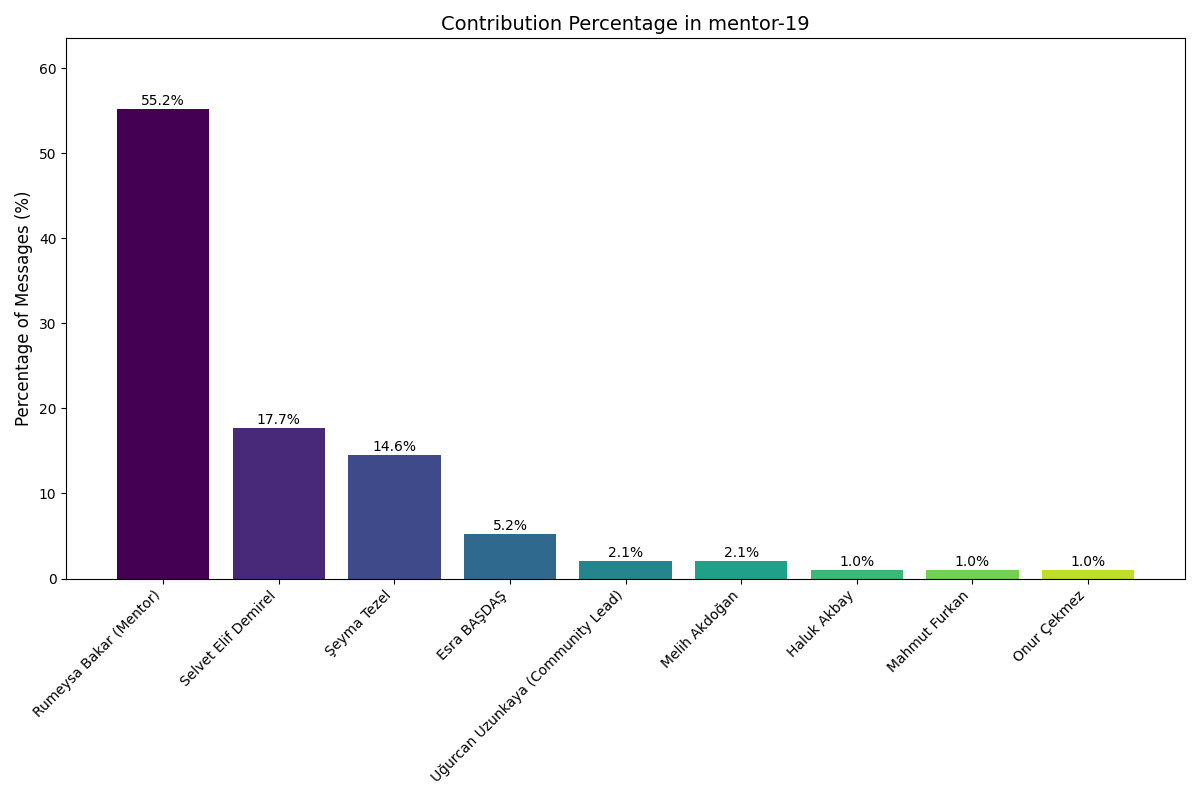 Contribution Percentage in mentor-19
Percentage of Messages (%)
60
50
40
30
20
10
0
55.2%
17.7%
14.6%
5.2%
2.1%
2.1%
1.0%
1.0%
1.0%
Rumeysa Bakar (Mentor)
Selvet Elif Demirel
Şeyma Tezel
Esra BAŞDAŞ
Uğurcan Uzunkaya (Community Lead)
Melih Akdoğan
Haluk Akbay
Mahmut Furkan
Onur Çekmez